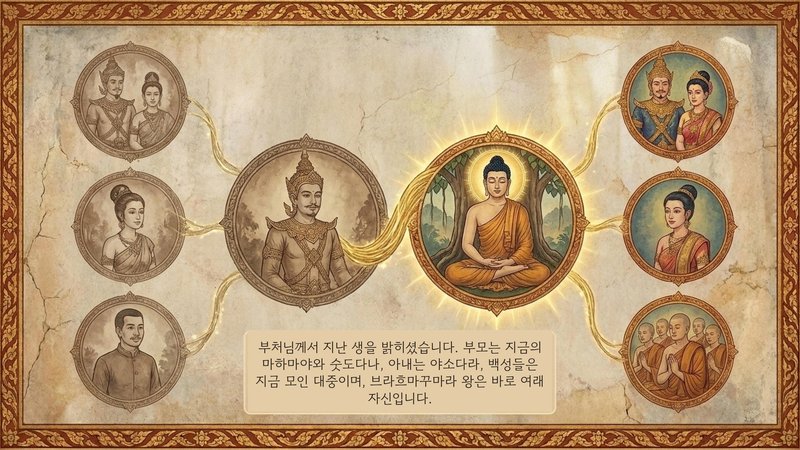 부처님께서 지난 생을 밝히셨습니다. 부모는 지금의
마하마야와 숫도다나, 아내는 야소다라, 백성들은
지금 모인 대중이며, 브라흐마꾸마라 왕은 바로 여래
자신입니다.